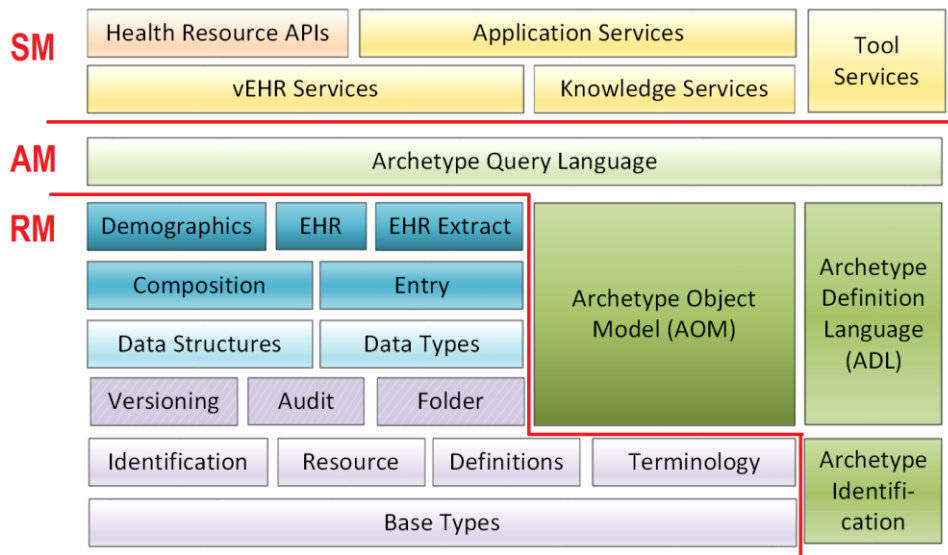 SM
Health Resource APIs
Application Services
Tool
Services
vEHR Services
Knowledge Services
AM
Archetype Query Language
RM
Demographics
EHR
EHR Extract
Composition
Entry
Data Structures
Data Types
Versioning
Audit
Folder
Archetype Object
Model (AOM)
Archetype
Definition
Language
(ADL)
Identification
Resource
Definitions
Terminology
Archetype
Identifi-
cation
Base Types